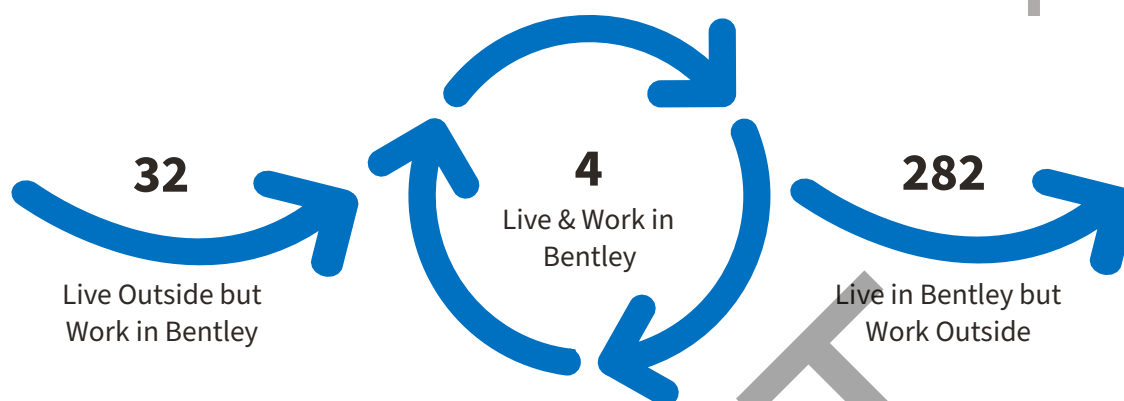 32
Live Outside but
Work in Bentley
4
Live & Work in
Bentley
282
Live in Bentley but
Work Outside